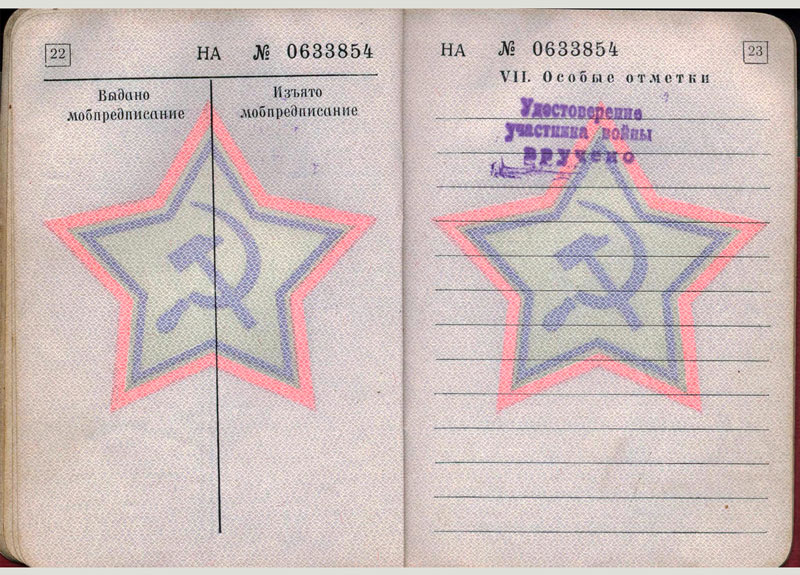 22
НА № 0633854
Выдано мобпредписание
Изъято мобпредписание
НА № 0633854
23
VII. Особые отметки
Удостоверение
участника войны
вручено